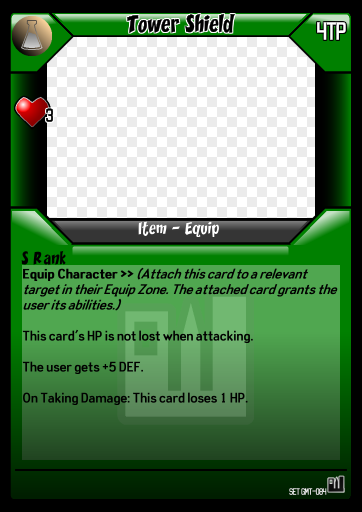 Tower Shield
4TP
3
Item - Equip
S Rank
Equip Character >> (Attach this card to a relevant
target in their Equip Zone. The attached card grants the
user its abilities.)
This card's HP is not lost when attacking.
The user gets +5 DEF.
On Taking Damage: This card loses 1 HP.
SET GMT-084